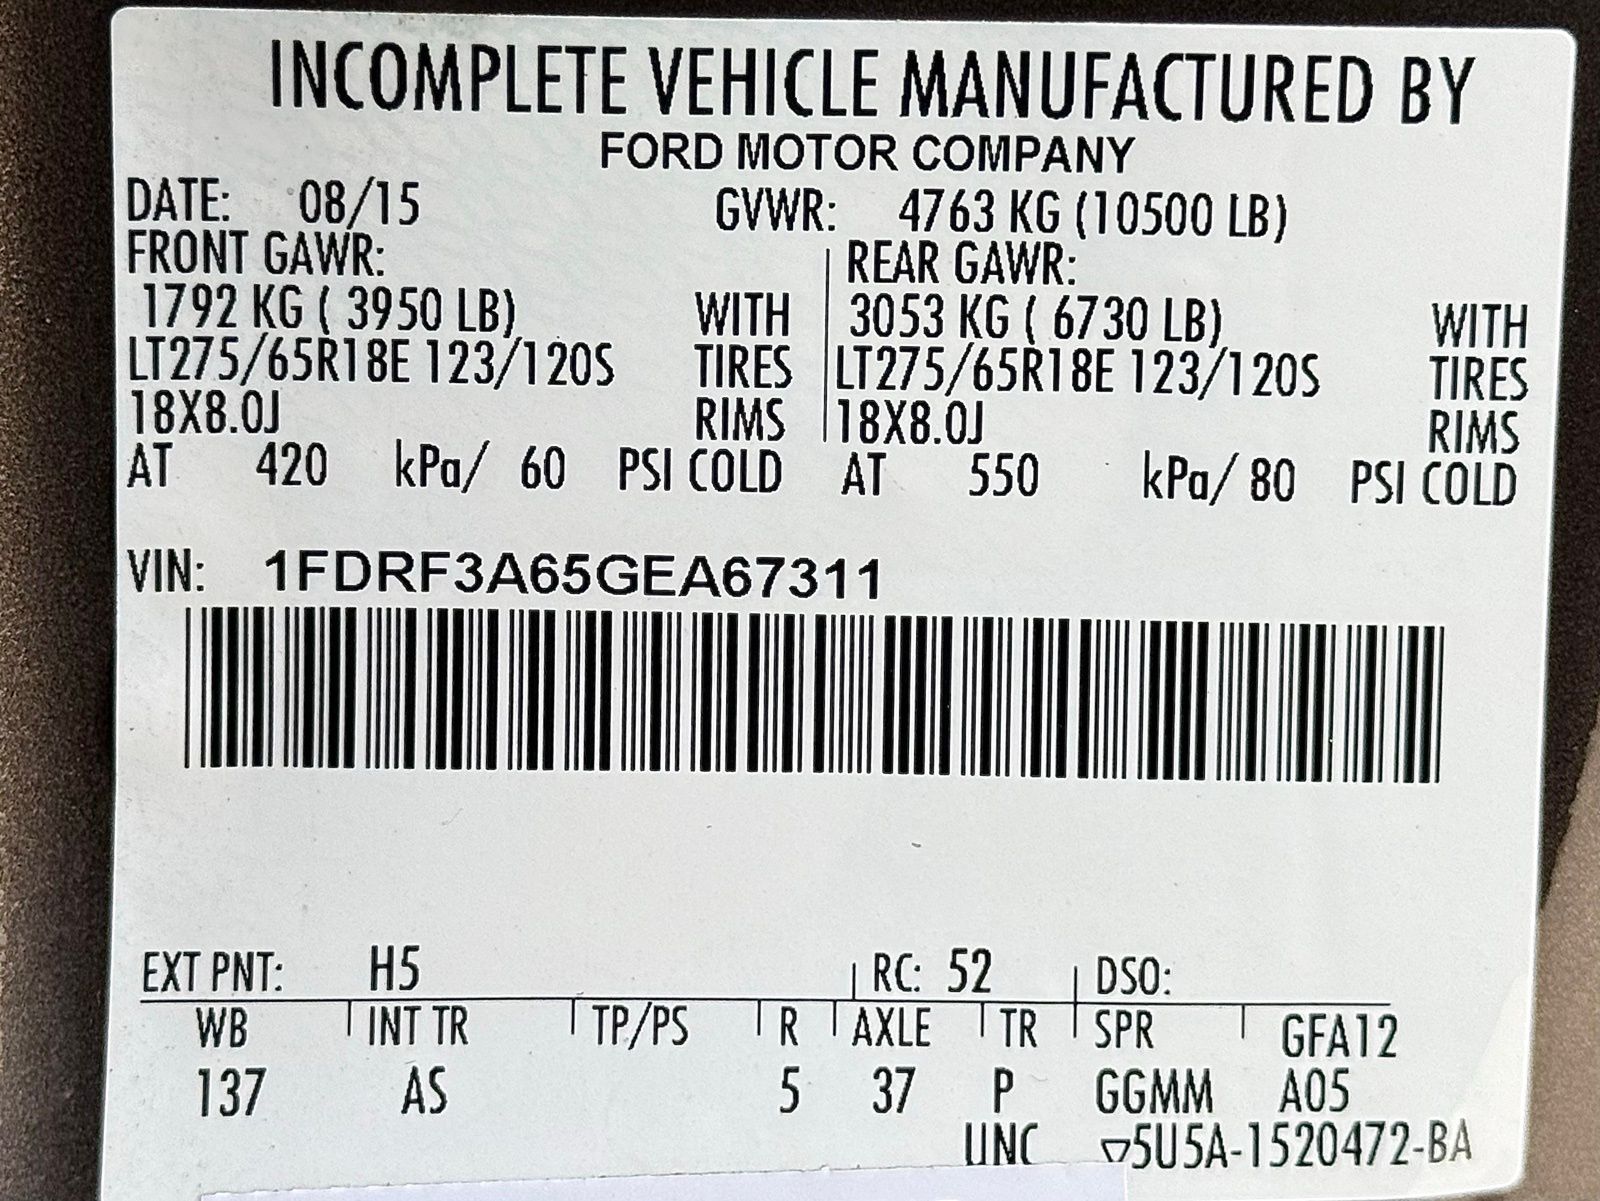 INCOMPLETE VEHICLE MANUFACTURED BY
FORD MOTOR COMPANY
DATE: 08/15 GVWR: 4763 KG (10500 LB)
FRONT GAWR: REAR GAWR:
1792 KG ( 3950 LB) WITH 3053 KG ( 6730 LB) WITH
LT275/65R18E 123/120S TIRES LT275/65R18E 123/120S TIRES
18X8.0J RIMS 18X8.0J RIMS
AT 420 kPa/ 60 PSI COLD AT 550 kPa/ 80 PSI COLD
VIN: 1FDRF3A65GEA67311
EXT PNT: H5 RC: 52 DSO:
WB INT TR TP/PS R AXLE TR SPR GFA12
137 AS 5 37 P GGMM A05
UNC ▽5U5A-1520472-BA